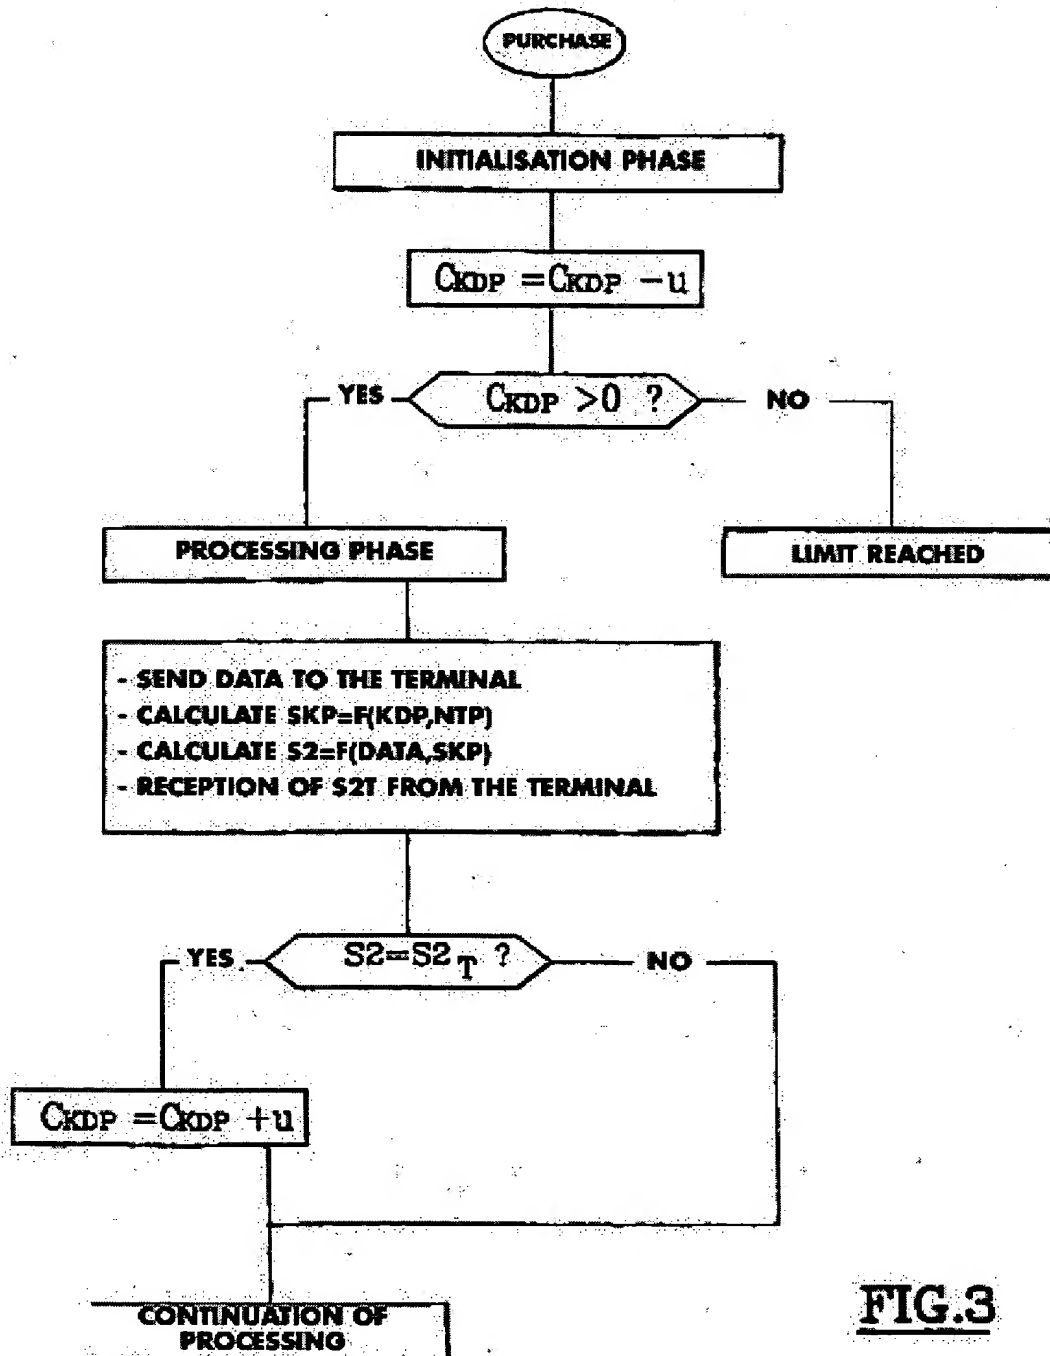 PURCHASE
INITIALISATION PHASE
CKDP =CKDP -u
CKDP >0 ?
YES
NO
PROCESSING PHASE
LIMIT REACHED
- SEND DATA TO THE TERMINAL
- CALCULATE SKP=F(KDP,NTP)
- CALCULATE S2=F(DATA,SKP)
- RECEPTION OF S2T FROM THE TERMINAL
S2=S2T ?
YES
NO
CKDP =CKDP +u
CONTINUATION OF
PROCESSING
FIG.3